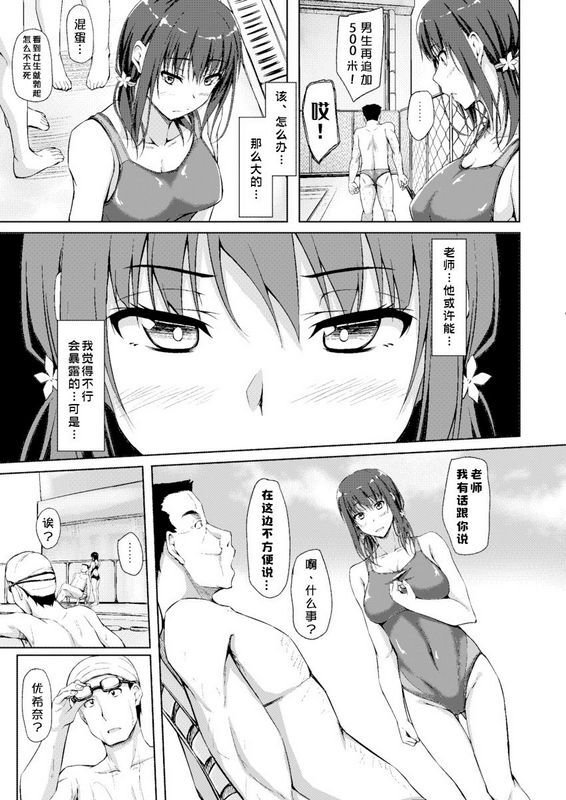 男生再追加
500米！
哎！
…
…
该、怎么办…
那么大的…
混蛋…
看到女生就勃起
怎么不去死
老师…他或许能…
我觉得不行
会暴露的…可是…
老师
我有话跟你说
在这边不方便说…
啊、什么事？
诶？
优希奈？